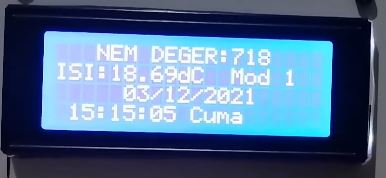 NEM DEGER:718
ISI:18.69dC Mod 1
03/12/2021
15:15:05 Cuma